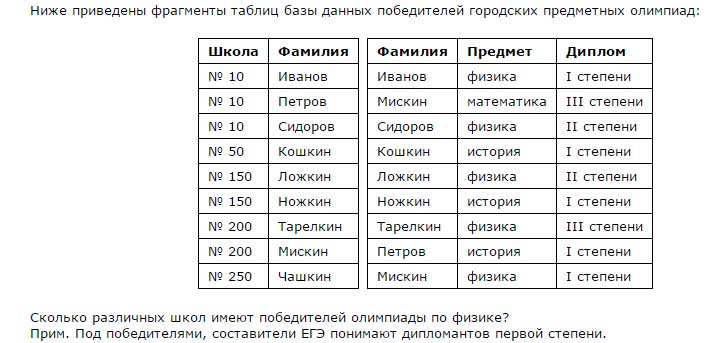 Ниже приведены фрагменты таблиц базы данных победителей городских предметных олимпиад:
Школа Фамилия Фамилия Предмет Диплом
№ 10 Иванов Иванов физика I степени
№ 10 Петров Мискин математика III степени
№ 10 Сидоров Сидоров физика II степени
№ 50 Кошкин Кошкин история I степени
№ 150 Ложкин Ложкин физика II степени
№ 150 Ножкин Ножкин история I степени
№ 200 Тарелкин Тарелкин физика III степени
№ 200 Мискин Петров история I степени
№ 250 Чашкин Мискин физика I степени
Сколько различных школ имеют победителей олимпиады по физике?
Прим. Под победителями, составители ЕГЭ понимают дипломантов первой степени.